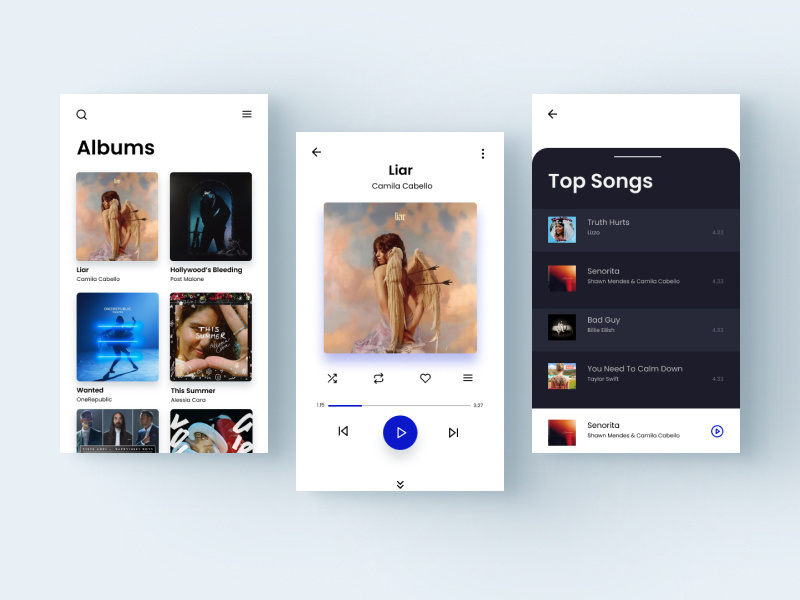 Albums
liar
Liar
Camila Cabello
Hollywood's Bleeding
Post Malone
ONEREPUBLIC
Wanted
OneRepublic
THIS
SUMMER
This Summer
Alessia Cara
Liar
Camila Cabello
liar
3:27
Top Songs
Truth Hurts
Lizzo
4:33
Senorita
Shawn Mendes & Camila Cabello
4:33
Bad Guy
Billie Eilish
4:33
You Need To Calm Down
Taylor Swift
4:33
Senorita
Shawn Mendes & Camila Cabello